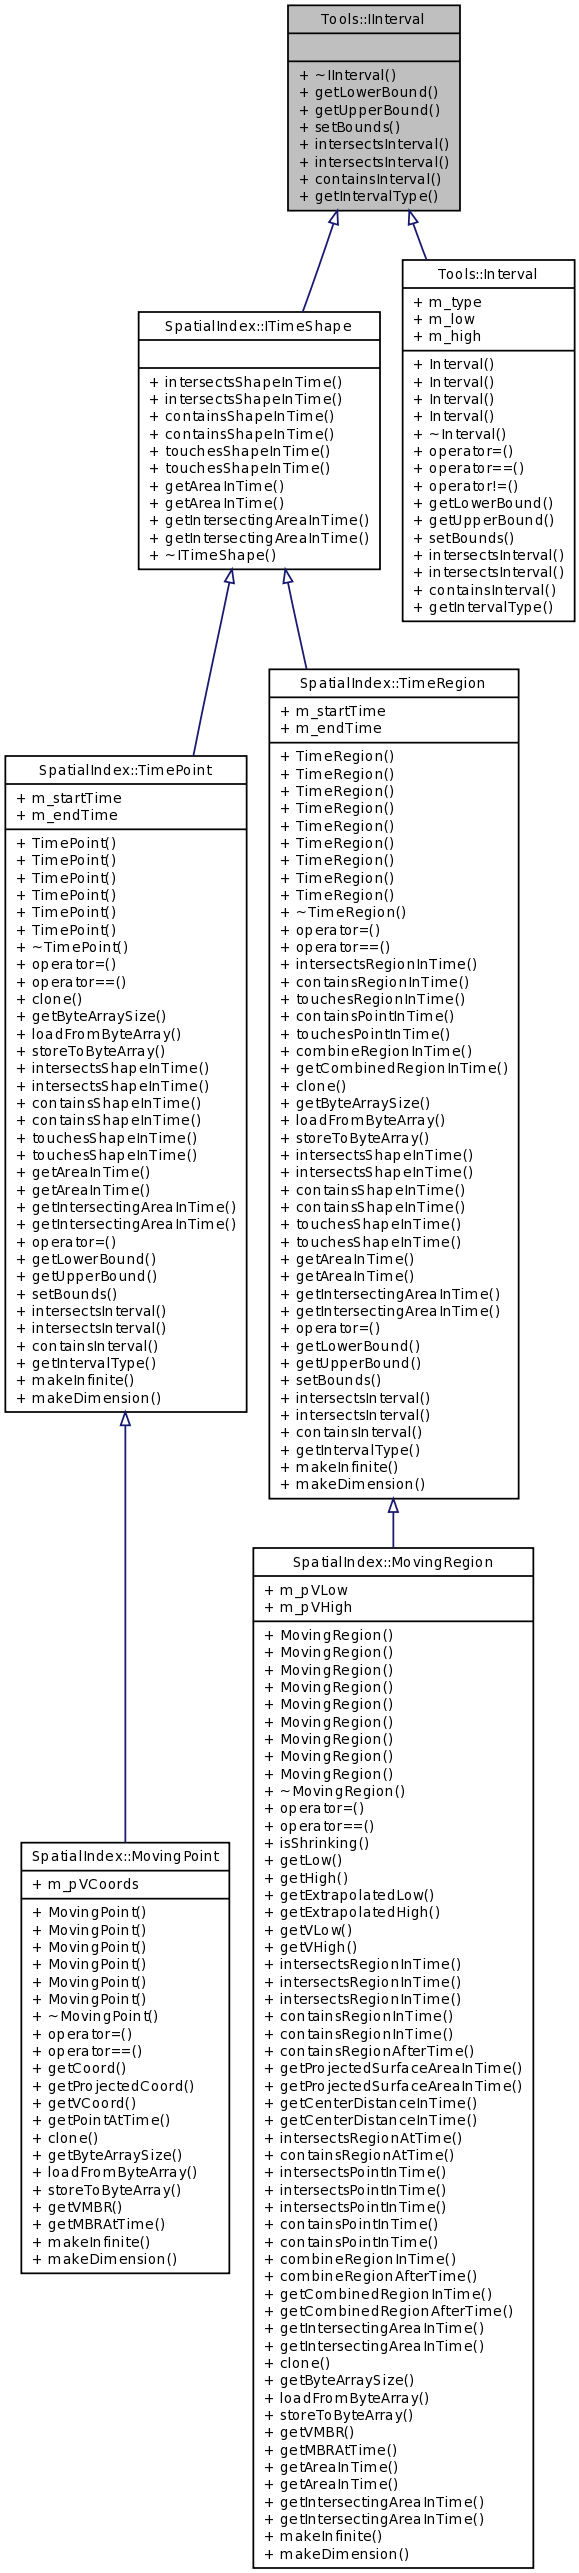 Tools::IInterval
+ ~IInterval()
+ getLowerBound()
+ getUpperBound()
+ setBounds()
+ intersectsInterval()
+ intersectsInterval()
+ containsInterval()
+ getIntervalType()
Tools::Interval
+ m_type
+ m_low
+ m_high
+ Interval()
+ Interval()
+ Interval()
+ Interval()
+ ~Interval()
+ operator=()
+ operator==()
+ operator!=()
+ getLowerBound()
+ getUpperBound()
+ setBounds()
+ intersectsInterval()
+ intersectsInterval()
+ containsInterval()
+ getIntervalType()
SpatialIndex::ITimeShape
+ intersectsShapeInTime()
+ intersectsShapeInTime()
+ containsShapeInTime()
+ containsShapeInTime()
+ touchesShapeInTime()
+ touchesShapeInTime()
+ getAreaInTime()
+ getAreaInTime()
+ getIntersectingAreaInTime()
+ getIntersectingAreaInTime()
+ ~ITimeShape()
SpatialIndex::TimeRegion
+ m_startTime
+ m_endTime
+ TimeRegion()
+ TimeRegion()
+ TimeRegion()
+ TimeRegion()
+ TimeRegion()
+ TimeRegion()
+ TimeRegion()
+ TimeRegion()
+ TimeRegion()
+ ~TimeRegion()
+ operator=()
+ operator==()
+ intersectsRegionInTime()
+ containsRegionInTime()
+ touchesRegionInTime()
+ containsPointInTime()
+ touchesPointInTime()
+ combineRegionInTime()
+ getCombinedRegionInTime()
+ clone()
+ getByteArraySize()
+ loadFromByteArray()
+ storeToByteArray()
+ intersectsShapeInTime()
+ intersectsShapeInTime()
+ containsShapeInTime()
+ containsShapeInTime()
+ touchesShapeInTime()
+ touchesShapeInTime()
+ getAreaInTime()
+ getAreaInTime()
+ getIntersectingAreaInTime()
+ getIntersectingAreaInTime()
+ operator=()
+ getLowerBound()
+ getUpperBound()
+ setBounds()
+ intersectsInterval()
+ intersectsInterval()
+ containsInterval()
+ getIntervalType()
+ makeInfinite()
+ makeDimension()
SpatialIndex::TimePoint
+ m_startTime
+ m_endTime
+ TimePoint()
+ TimePoint()
+ TimePoint()
+ TimePoint()
+ TimePoint()
+ TimePoint()
+ ~TimePoint()
+ operator=()
+ operator==()
+ clone()
+ getByteArraySize()
+ loadFromByteArray()
+ storeToByteArray()
+ intersectsShapeInTime()
+ intersectsShapeInTime()
+ containsShapeInTime()
+ containsShapeInTime()
+ touchesShapeInTime()
+ touchesShapeInTime()
+ getAreaInTime()
+ getAreaInTime()
+ getIntersectingAreaInTime()
+ getIntersectingAreaInTime()
+ operator=()
+ getLowerBound()
+ getUpperBound()
+ setBounds()
+ intersectsInterval()
+ intersectsInterval()
+ containsInterval()
+ getIntervalType()
+ makeInfinite()
+ makeDimension()
SpatialIndex::MovingRegion
+ m_pVLow
+ m_pVHigh
+ MovingRegion()
+ MovingRegion()
+ MovingRegion()
+ MovingRegion()
+ MovingRegion()
+ MovingRegion()
+ MovingRegion()
+ MovingRegion()
+ MovingRegion()
+ ~MovingRegion()
+ operator=()
+ operator==()
+ isShrinking()
+ getLow()
+ getHigh()
+ getExtrapolatedLow()
+ getExtrapolatedHigh()
+ getVLow()
+ getVHigh()
+ intersectsRegionInTime()
+ intersectsRegionInTime()
+ intersectsRegionInTime()
+ containsRegionInTime()
+ containsRegionInTime()
+ containsRegionAfterTime()
+ getProjectedSurfaceAreaInTime()
+ getProjectedSurfaceAreaInTime()
+ getCenterDistanceInTime()
+ getCenterDistanceInTime()
+ intersectsRegionAtTime()
+ containsRegionAtTime()
+ intersectsPointInTime()
+ intersectsPointInTime()
+ intersectsPointInTime()
+ containsPointInTime()
+ containsPointInTime()
+ combineRegionInTime()
+ combineRegionAfterTime()
+ getCombinedRegionInTime()
+ getCombinedRegionAfterTime()
+ getIntersectingAreaInTime()
+ getIntersectingAreaInTime()
+ clone()
+ getByteArraySize()
+ loadFromByteArray()
+ storeToByteArray()
+ getVMBR()
+ getMBRAtTime()
+ getAreaInTime()
+ getAreaInTime()
+ getIntersectingAreaInTime()
+ getIntersectingAreaInTime()
+ makeInfinite()
+ makeDimension()
SpatialIndex::MovingPoint
+ m_pVCoords
+ MovingPoint()
+ MovingPoint()
+ MovingPoint()
+ MovingPoint()
+ MovingPoint()
+ MovingPoint()
+ ~MovingPoint()
+ operator=()
+ operator==()
+ getCoord()
+ getProjectedCoord()
+ getVCoord()
+ getPointAtTime()
+ clone()
+ getByteArraySize()
+ loadFromByteArray()
+ storeToByteArray()
+ getVMBR()
+ getMBRAtTime()
+ makeInfinite()
+ makeDimension()